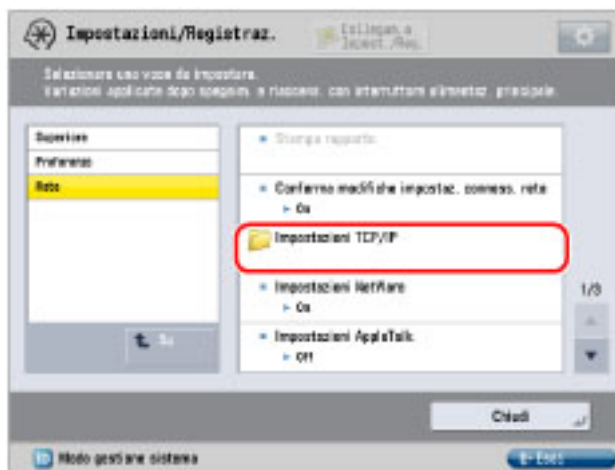 Impostazioni/Registraz.
Selezionare una voce da impostare.
Variazioni applicate dopo spegnim. e riaccens. con interruttore alimentaz. principale.
Superiore
Preferenze
Rete
Stampa rapporto
Conferma modifiche impostaz. conness. rete
On
Impostazioni TCP/IP
Impostazioni NetWare
On
Impostazioni AppleTalk
Off
1/3
Su
Chiudi
Modo gestione sistema